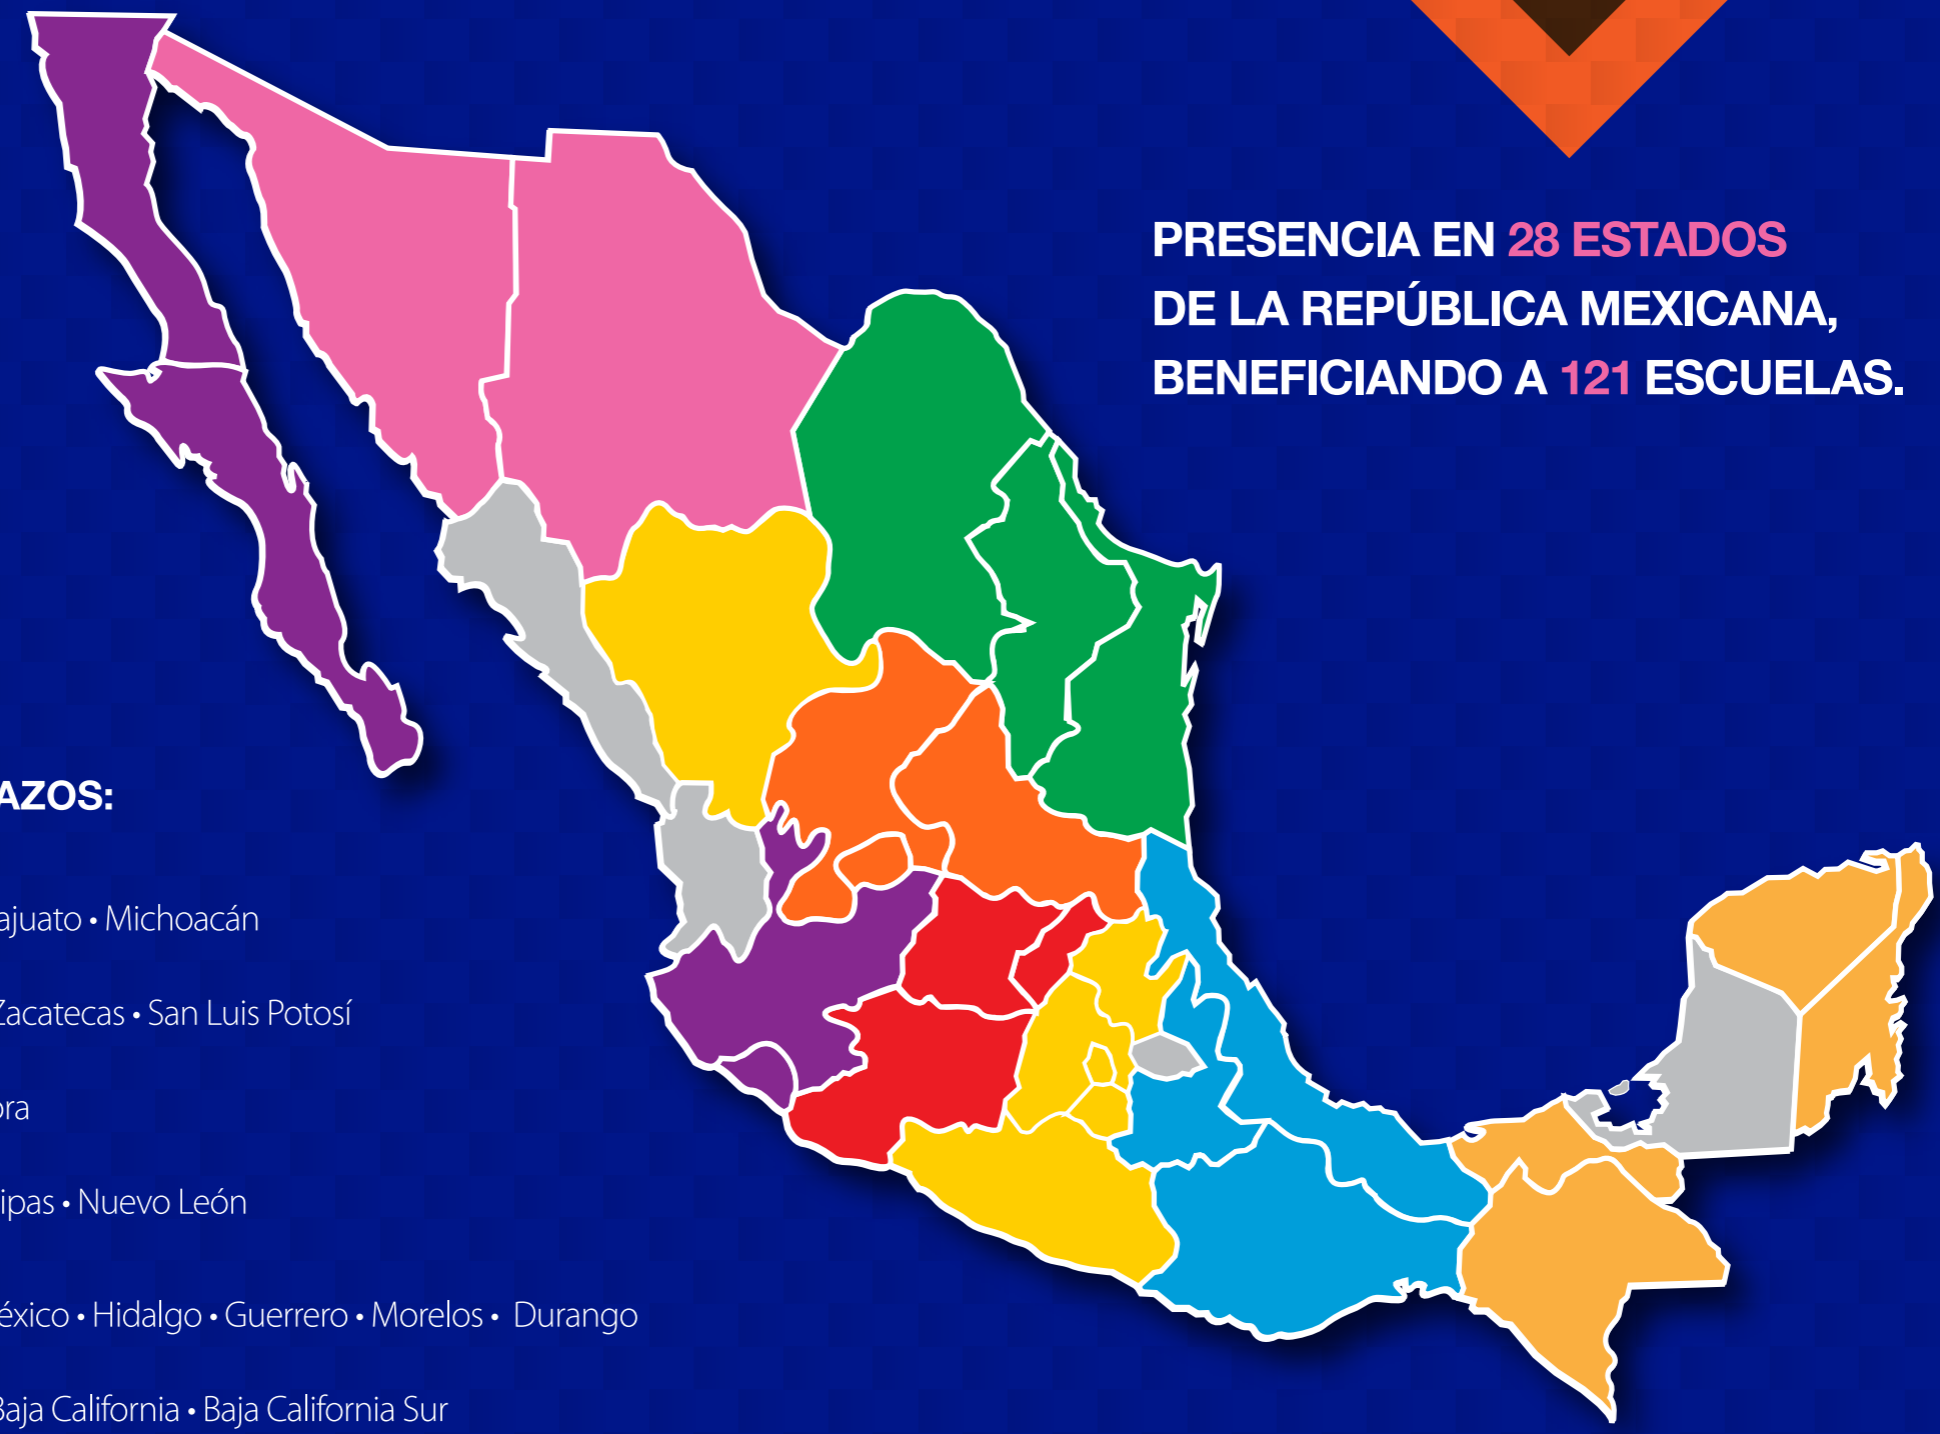 PRESENCIA EN 28 ESTADOS
DE LA REPÚBLICA MEXICANA,
BENEFICIANDO A 121 ESCUELAS.
AZOS:
ajuato • Michoacán
Zacatecas • San Luis Potosí
ora
ipas • Nuevo León
éxico • Hidalgo • Guerrero • Morelos • Durango
Baja California • Baja California Sur